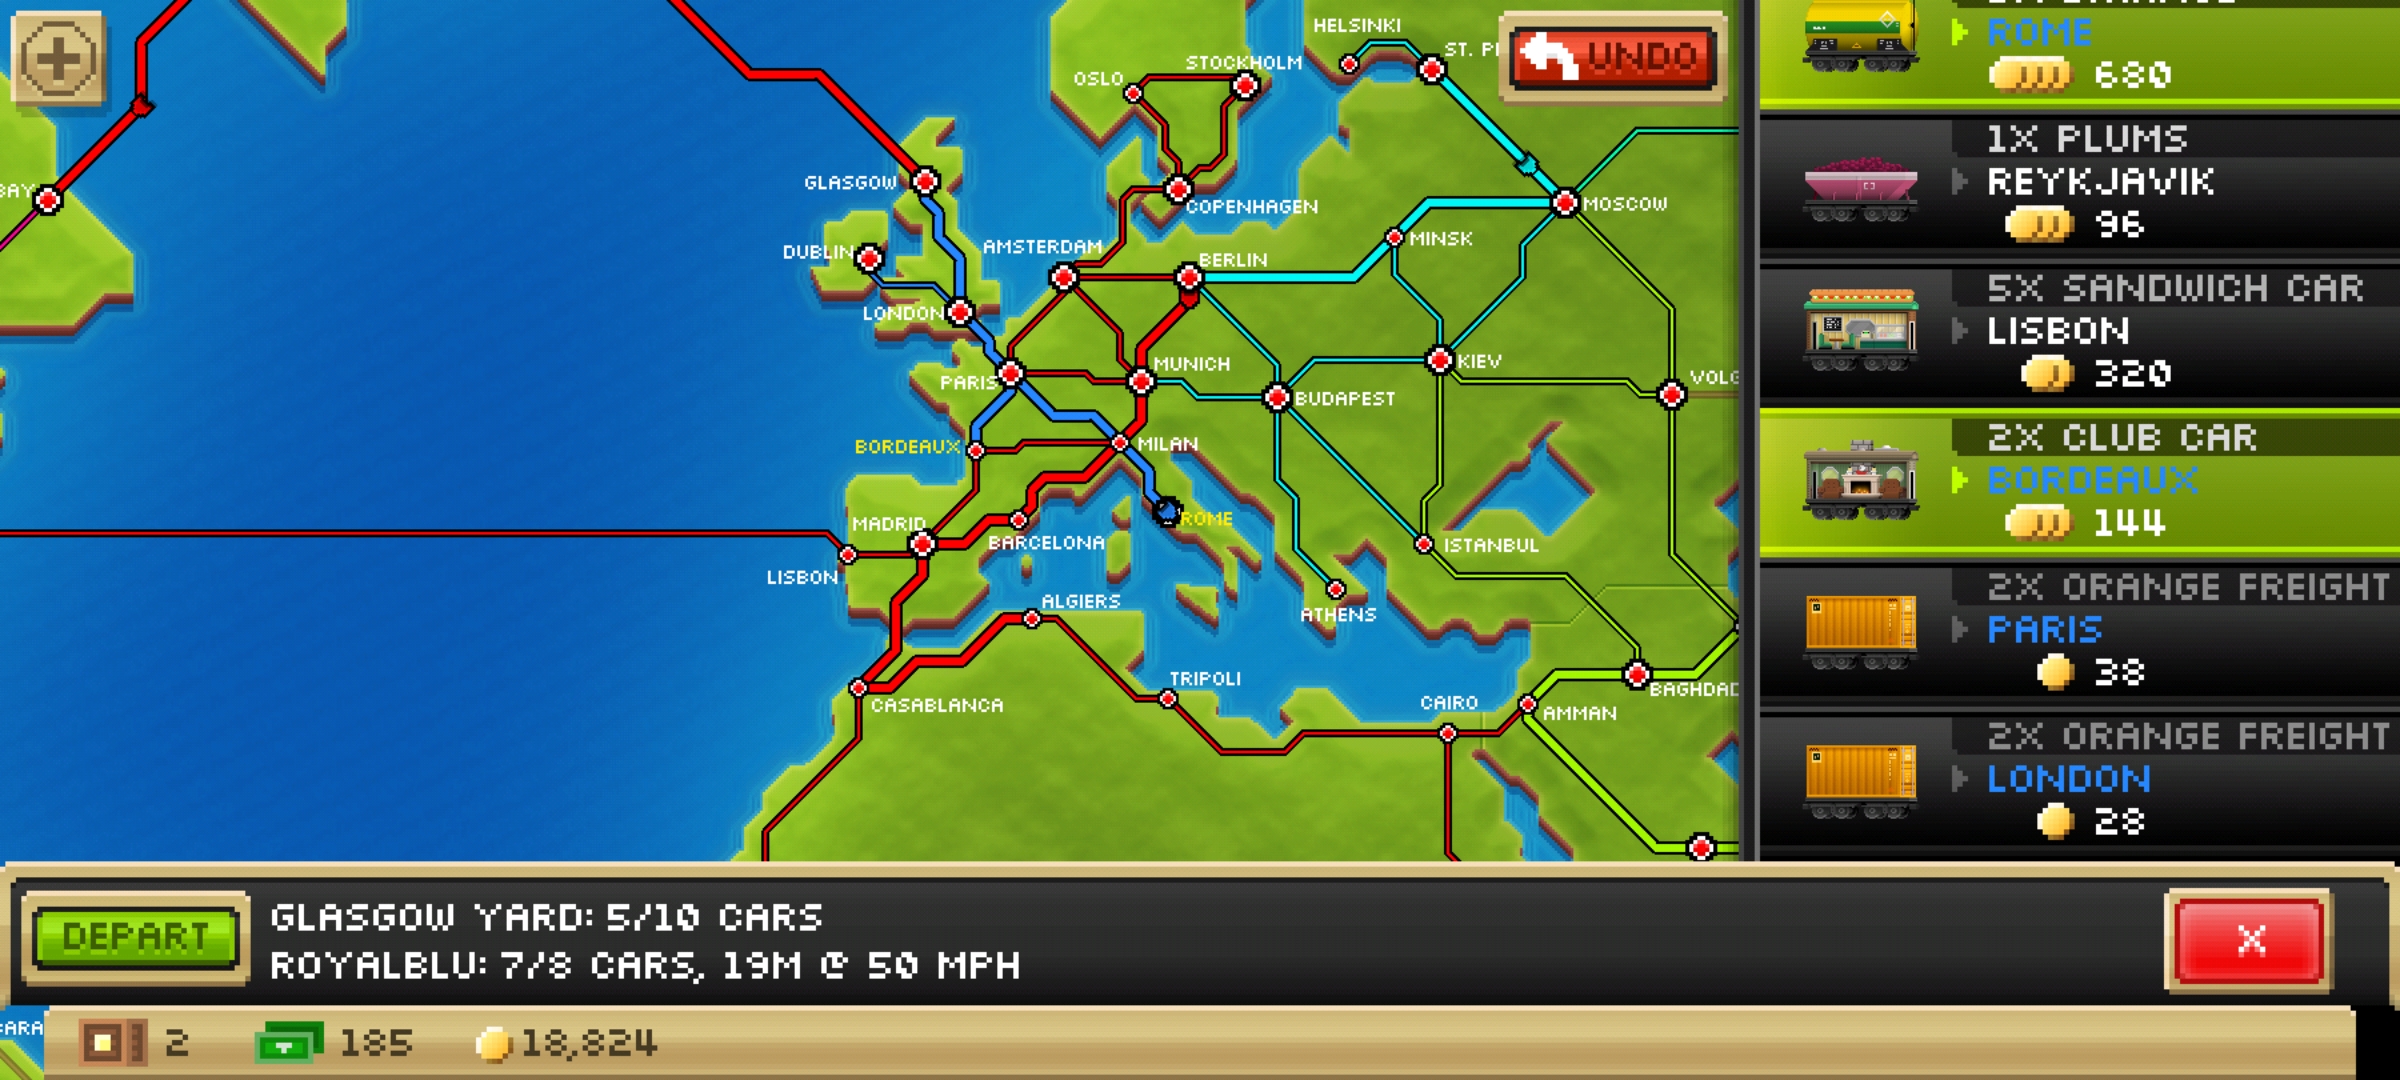 HELSINKI
ST. P
STOCKHOLM
OSLO
UNDO
GLASGOW
BAY
COPENHAGEN
MOSCOW
MINSK
DUBLIN
AMSTERDAM
BERLIN
LONDON
PARIS
MUNICH
KIEV
VOLG
BUDAPEST
BORDEAUX
MILAN
ROME
MADRID
BARCELONA
ISTANBUL
LISBON
ALGIERS
ATHENS
TRIPOLI
CASABLANCA
CAIRO
AMMAN
BAGHDAD
ROME
680
1X PLUMS
REYKJAVIK
96
5X SANDWICH CAR
LISBON
320
2X CLUB CAR
BORDEAUX
144
2X ORANGE FREIGHT
PARIS
38
2X ORANGE FREIGHT
LONDON
28
DEPART
GLASGOW YARD: 5/10 CARS
ROYALBLU: 7/8 CARS, 19M @ 50 MPH
X
CARA
2
185
18,824